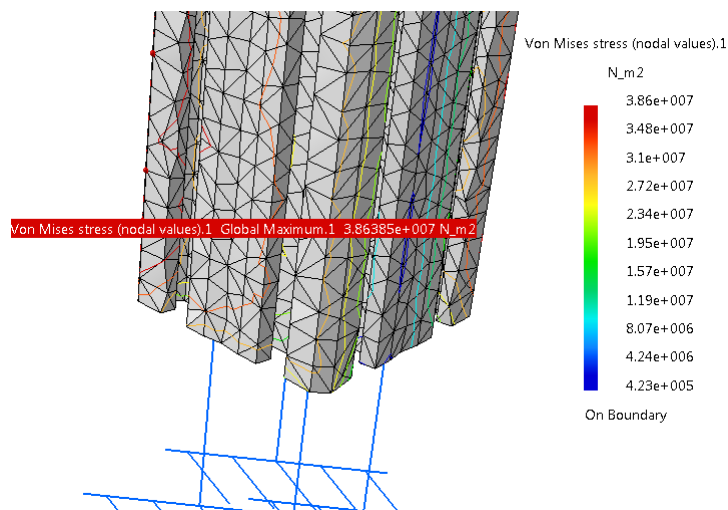 Von Mises stress (nodal values).1
N_m2
3.86e+007
3.48e+007
3.1e+007
2.72e+007
2.34e+007
1.95e+007
1.57e+007
1.19e+007
8.07e+006
4.24e+006
4.23e+005
On Boundary
Von Mises stress (nodal values).1 Global Maximum.1 3.86385e+007 N_m2